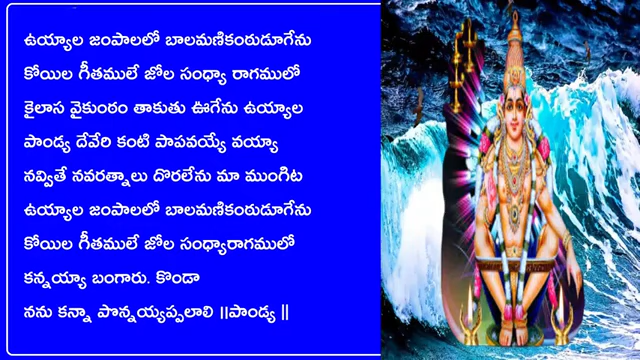 ఉయ్యాల జంపాలలో బాలమణికంఠుడూగేను
కోయిల గీతములే జోల సంధ్యా రాగములో
కైలాస వైకుంఠం తాకుతు ఊగేను ఉయ్యాల
పాండ్య దేవేరి కంటి పాపవయ్యే వయ్యా
నవ్వితే నవరత్నాలు దొరలేను మా ముంగిట
ఉయ్యాల జంపాలలో బాలమణికంఠుడూగేను
కోయిల గీతములే జోల సంధ్యారాగములో
కన్నయ్యా బంగారు. కొండా
నను కన్నా పొన్నయ్యప్పలాలి ||పాండ్య ||